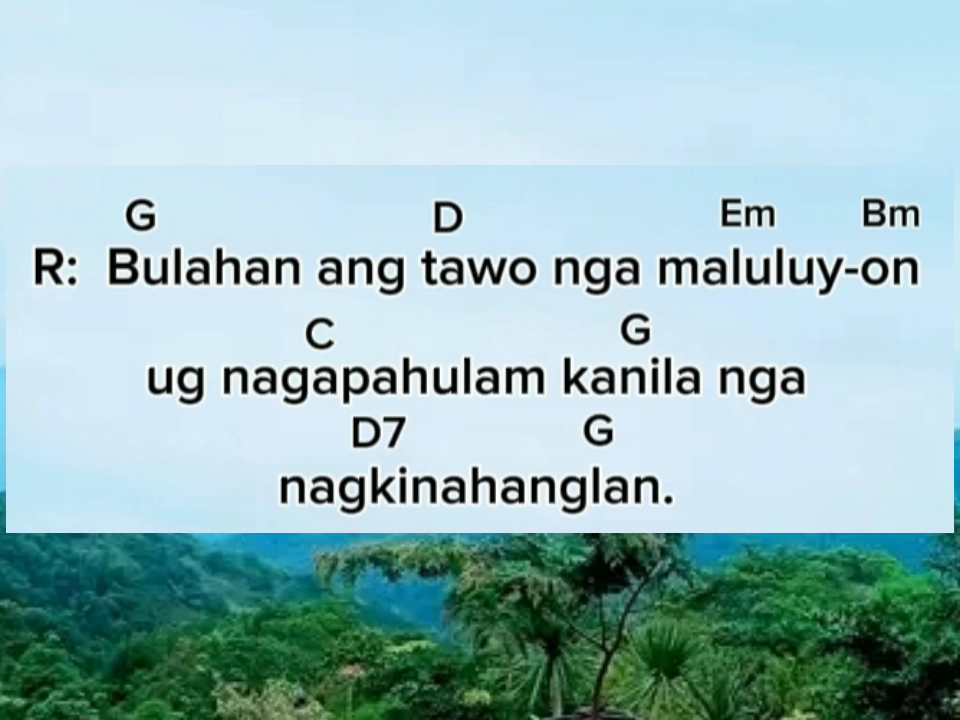 G D Em Bm
R: Bulahan ang tawo nga maluluy-on
C G
ug nagapahulam kanila nga
D7 G
nagkinahanglan.